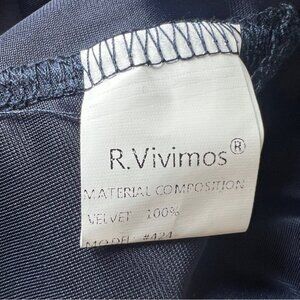 R.Vivimos®
MATERIAL COMPOSITION
VELVET 100%
MODEL #424